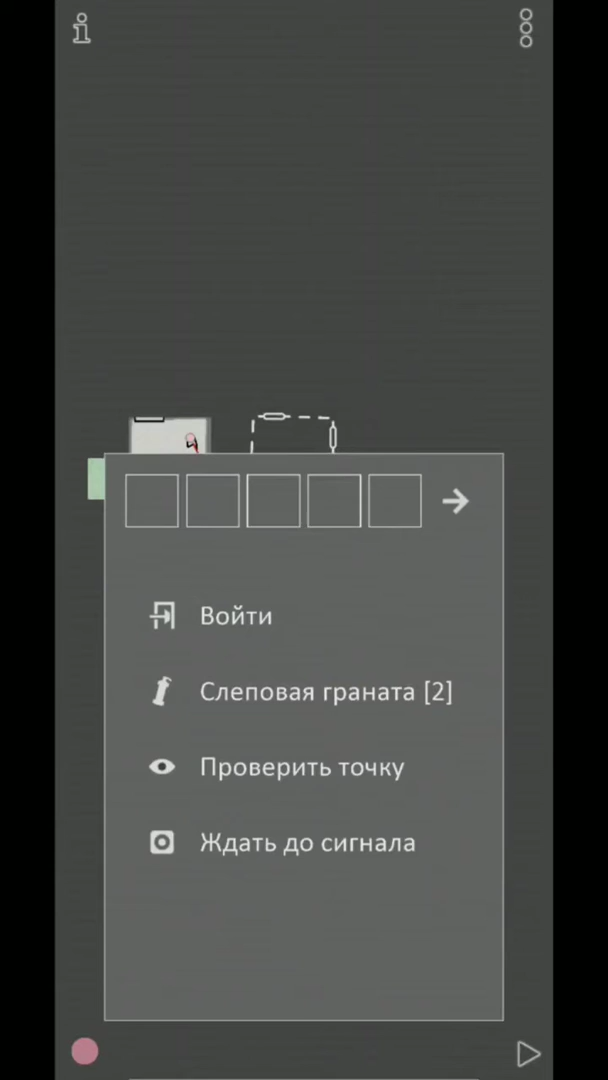 Войти
Слеповая граната [2]
Проверить точку
Ждать до сигнала